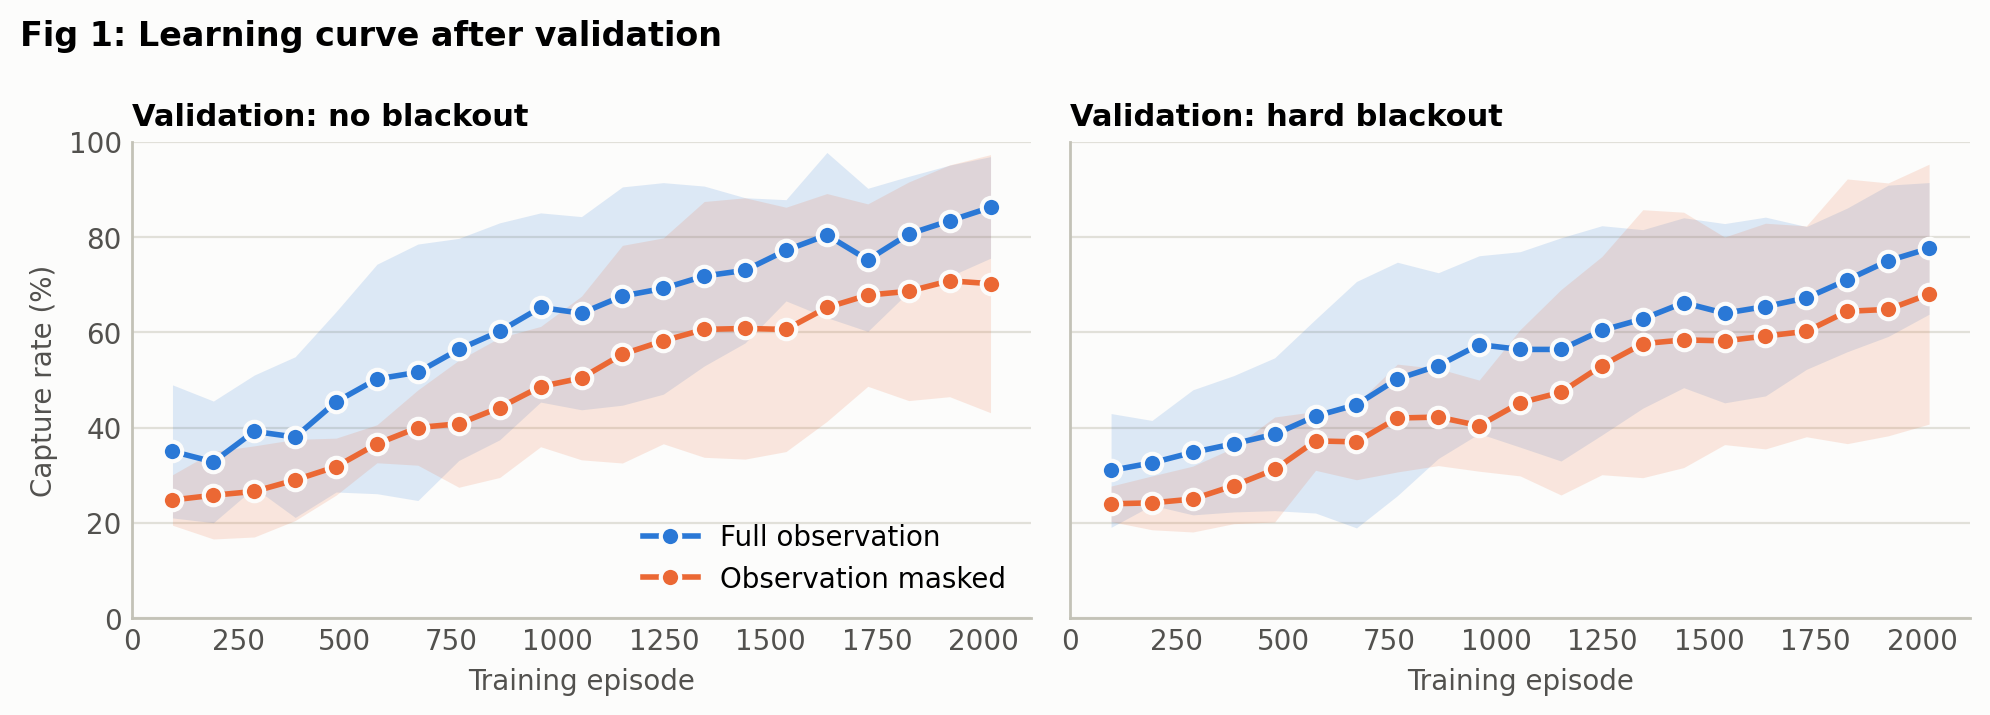 Fig 1: Learning curve after validation
Validation: no blackout
Validation: hard blackout
Capture rate (%)
100
80
60
40
20
0
Full observation
Observation masked
0 250 500 750 1000 1250 1500 1750 2000
0 250 500 750 1000 1250 1500 1750 2000
Training episode
Training episode